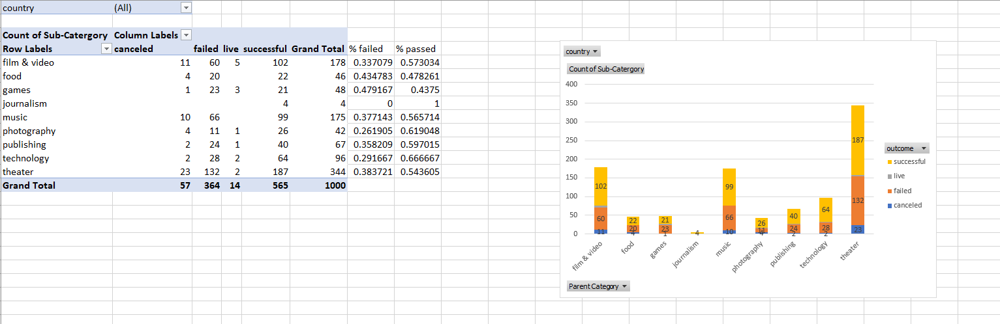 country (All)
Count of Sub-Catergory Column Labels
Row Labels canceled failed live successful Grand Total % failed % passed
film & video 11 60 5 102 178 0.337079 0.573034
food 4 20 22 46 0.434783 0.478261
games 1 23 3 21 48 0.479167 0.4375
journalism 4 4 0 1
music 10 66 99 175 0.377143 0.565714
photography 4 11 1 26 42 0.261905 0.619048
publishing 2 24 1 40 67 0.358209 0.597015
technology 2 28 2 64 96 0.291667 0.666667
theater 23 132 2 187 344 0.383721 0.543605
Grand Total 57 364 14 565 1000
country
Count of Sub-Catergory
400
350
300
250
200
150
100
50
0
102 60 11
22 20 4
21 23 1
4
99 66 10
26 11 4
40 24 2
64 28 2
187 132 23
film & video
food
games
journalism
music
photography
publishing
technology
theater
outcome
successful
live
failed
canceled
Parent Category